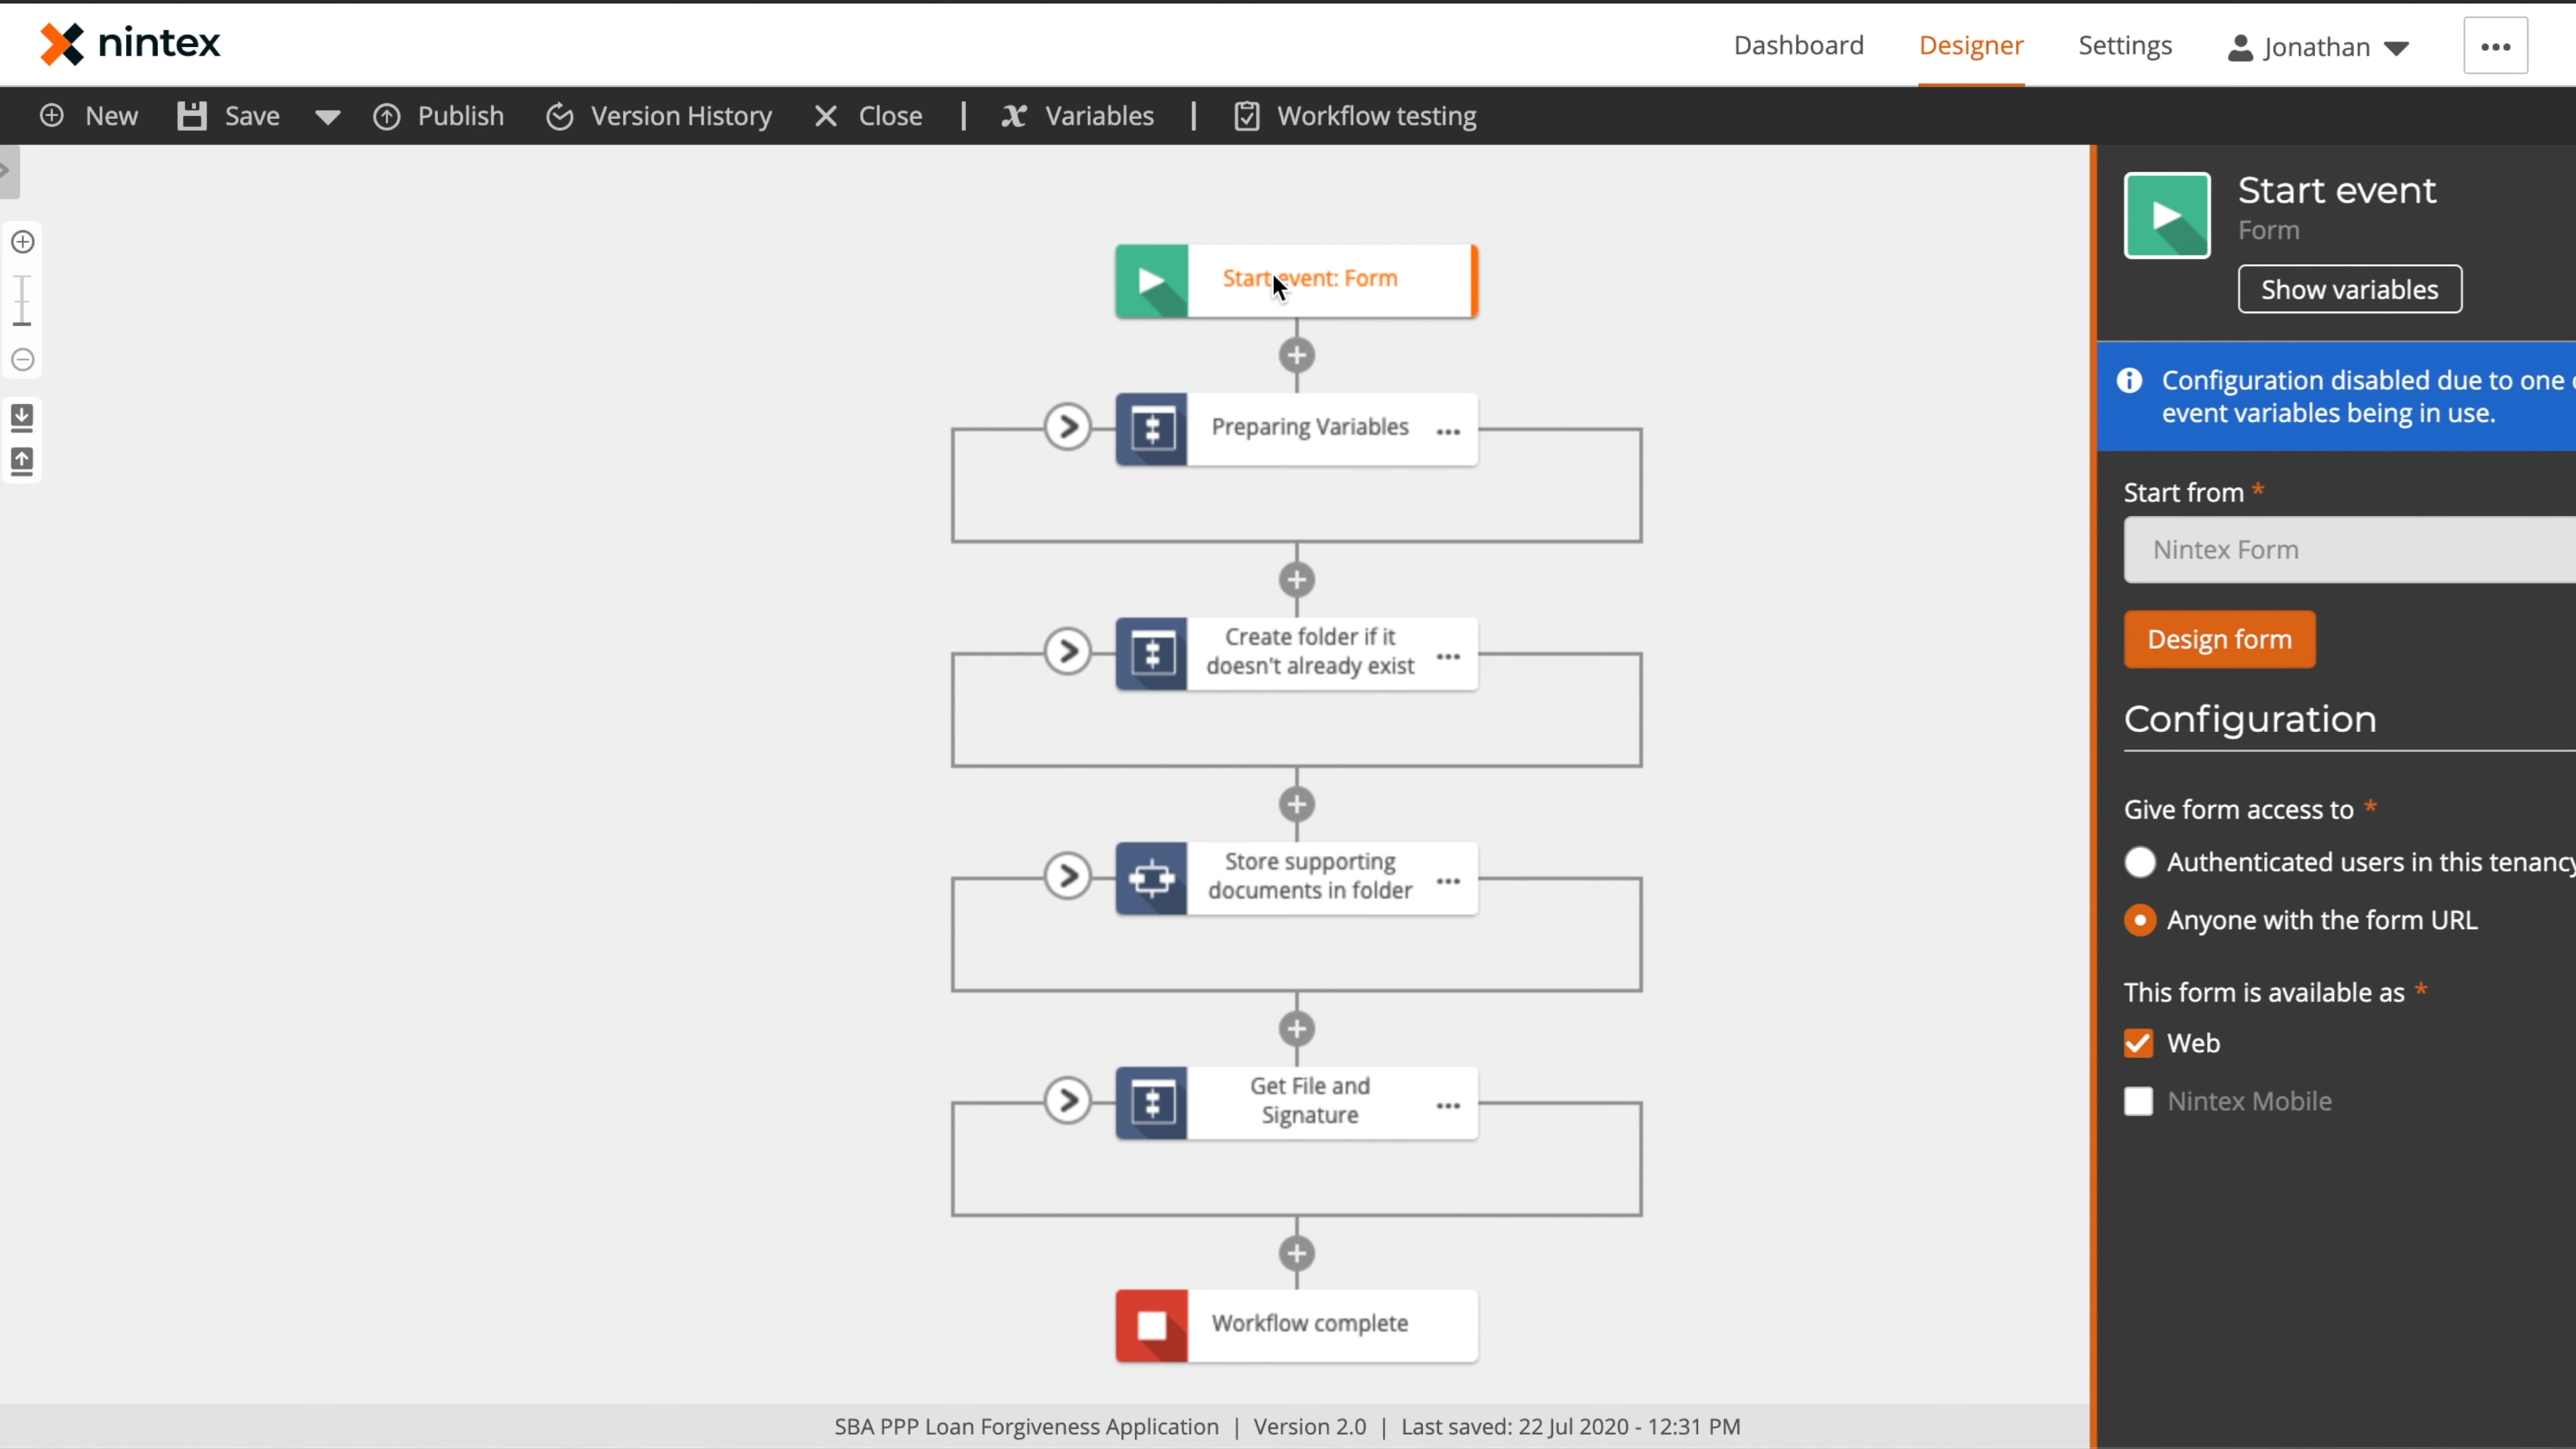 nintex
Dashboard
Designer
Settings
Jonathan
New
Save
Publish
Version History
Close
Variables
Workflow testing
Start event: Form
Preparing Variables
Create folder if it
doesn't already exist
Store supporting
documents in folder
Get File and
Signature
Workflow complete
SBA PPP Loan Forgiveness Application | Version 2.0 | Last saved: 22 Jul 2020 - 12:31 PM
Start event
Form
Show variables
Configuration disabled due to one
event variables being in use.
Start from *
Nintex Form
Design form
Configuration
Give form access to *
Authenticated users in this tenancy
Anyone with the form URL
This form is available as *
Web
Nintex Mobile